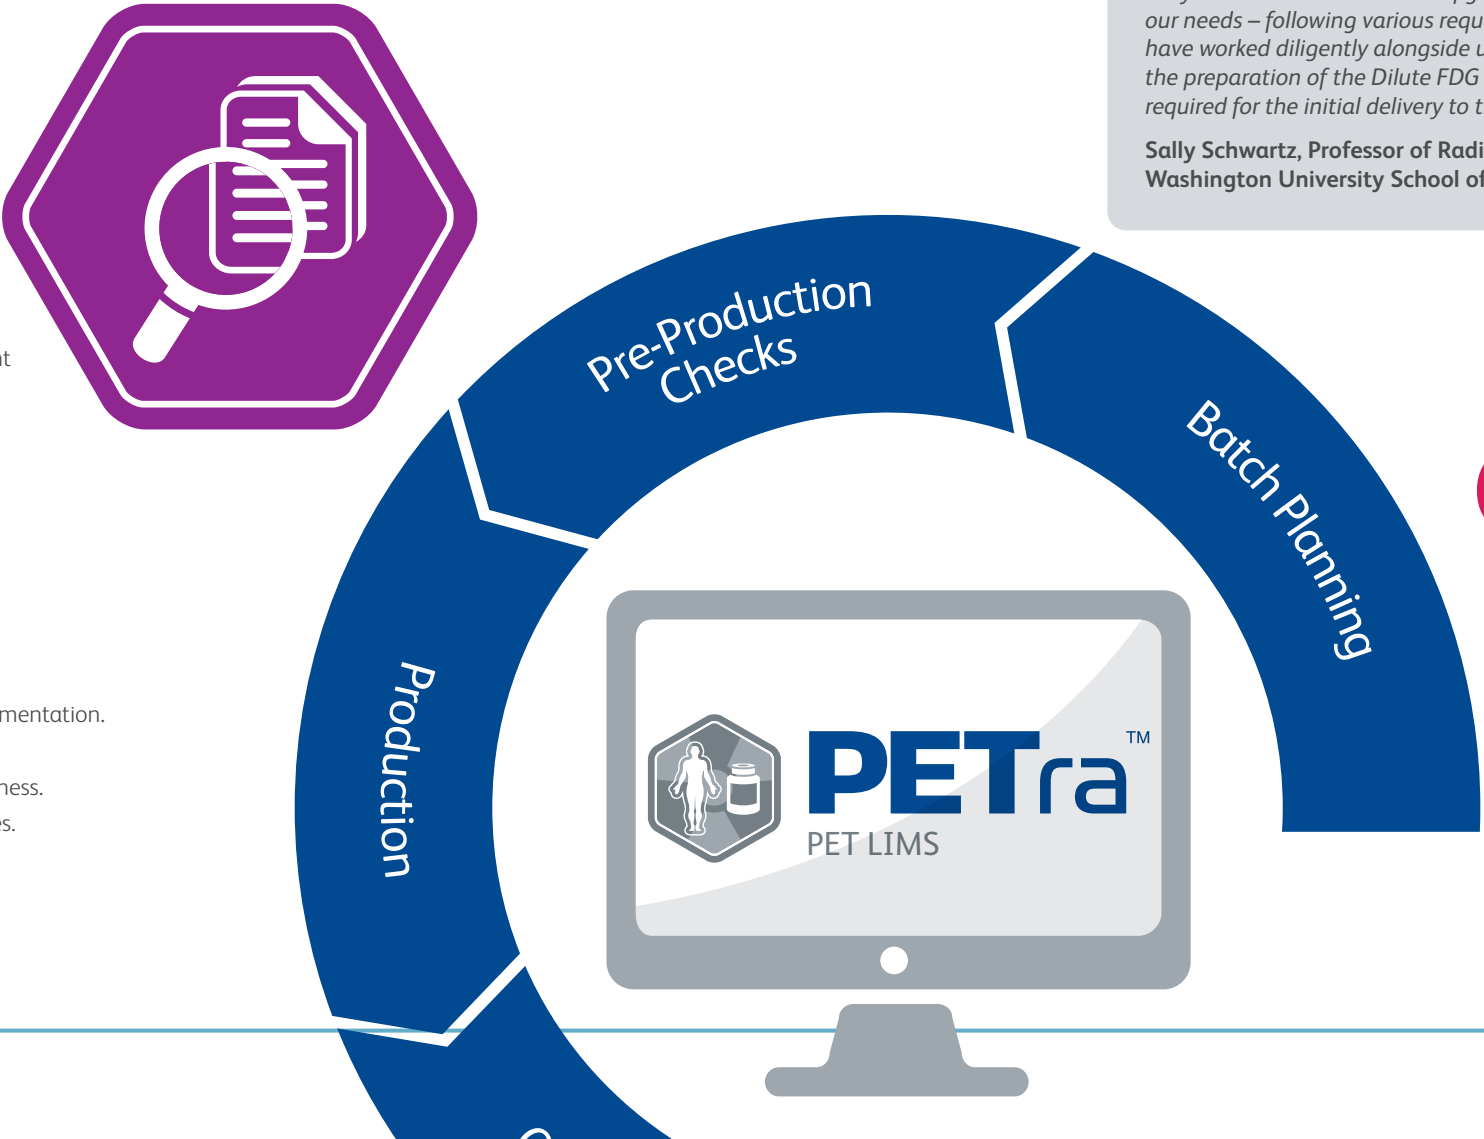 our needs – following various requ
have worked diligently alongside u
the preparation of the Dilute FDG
required for the initial delivery to t
Sally Schwartz, Professor of Radi
Washington University School of
Pre-Production
Checks
Batch Planning
Production
mentation.
ness.
PETra™
PET LIMS